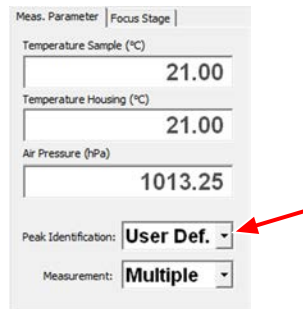 Meas. Parameter Focus Stage
Temperature Sample (°C)
21.00
Temperature Housing (°C)
21.00
Air Pressure (hPa)
1013.25
Peak Identification: User Def.
Measurement: Multiple